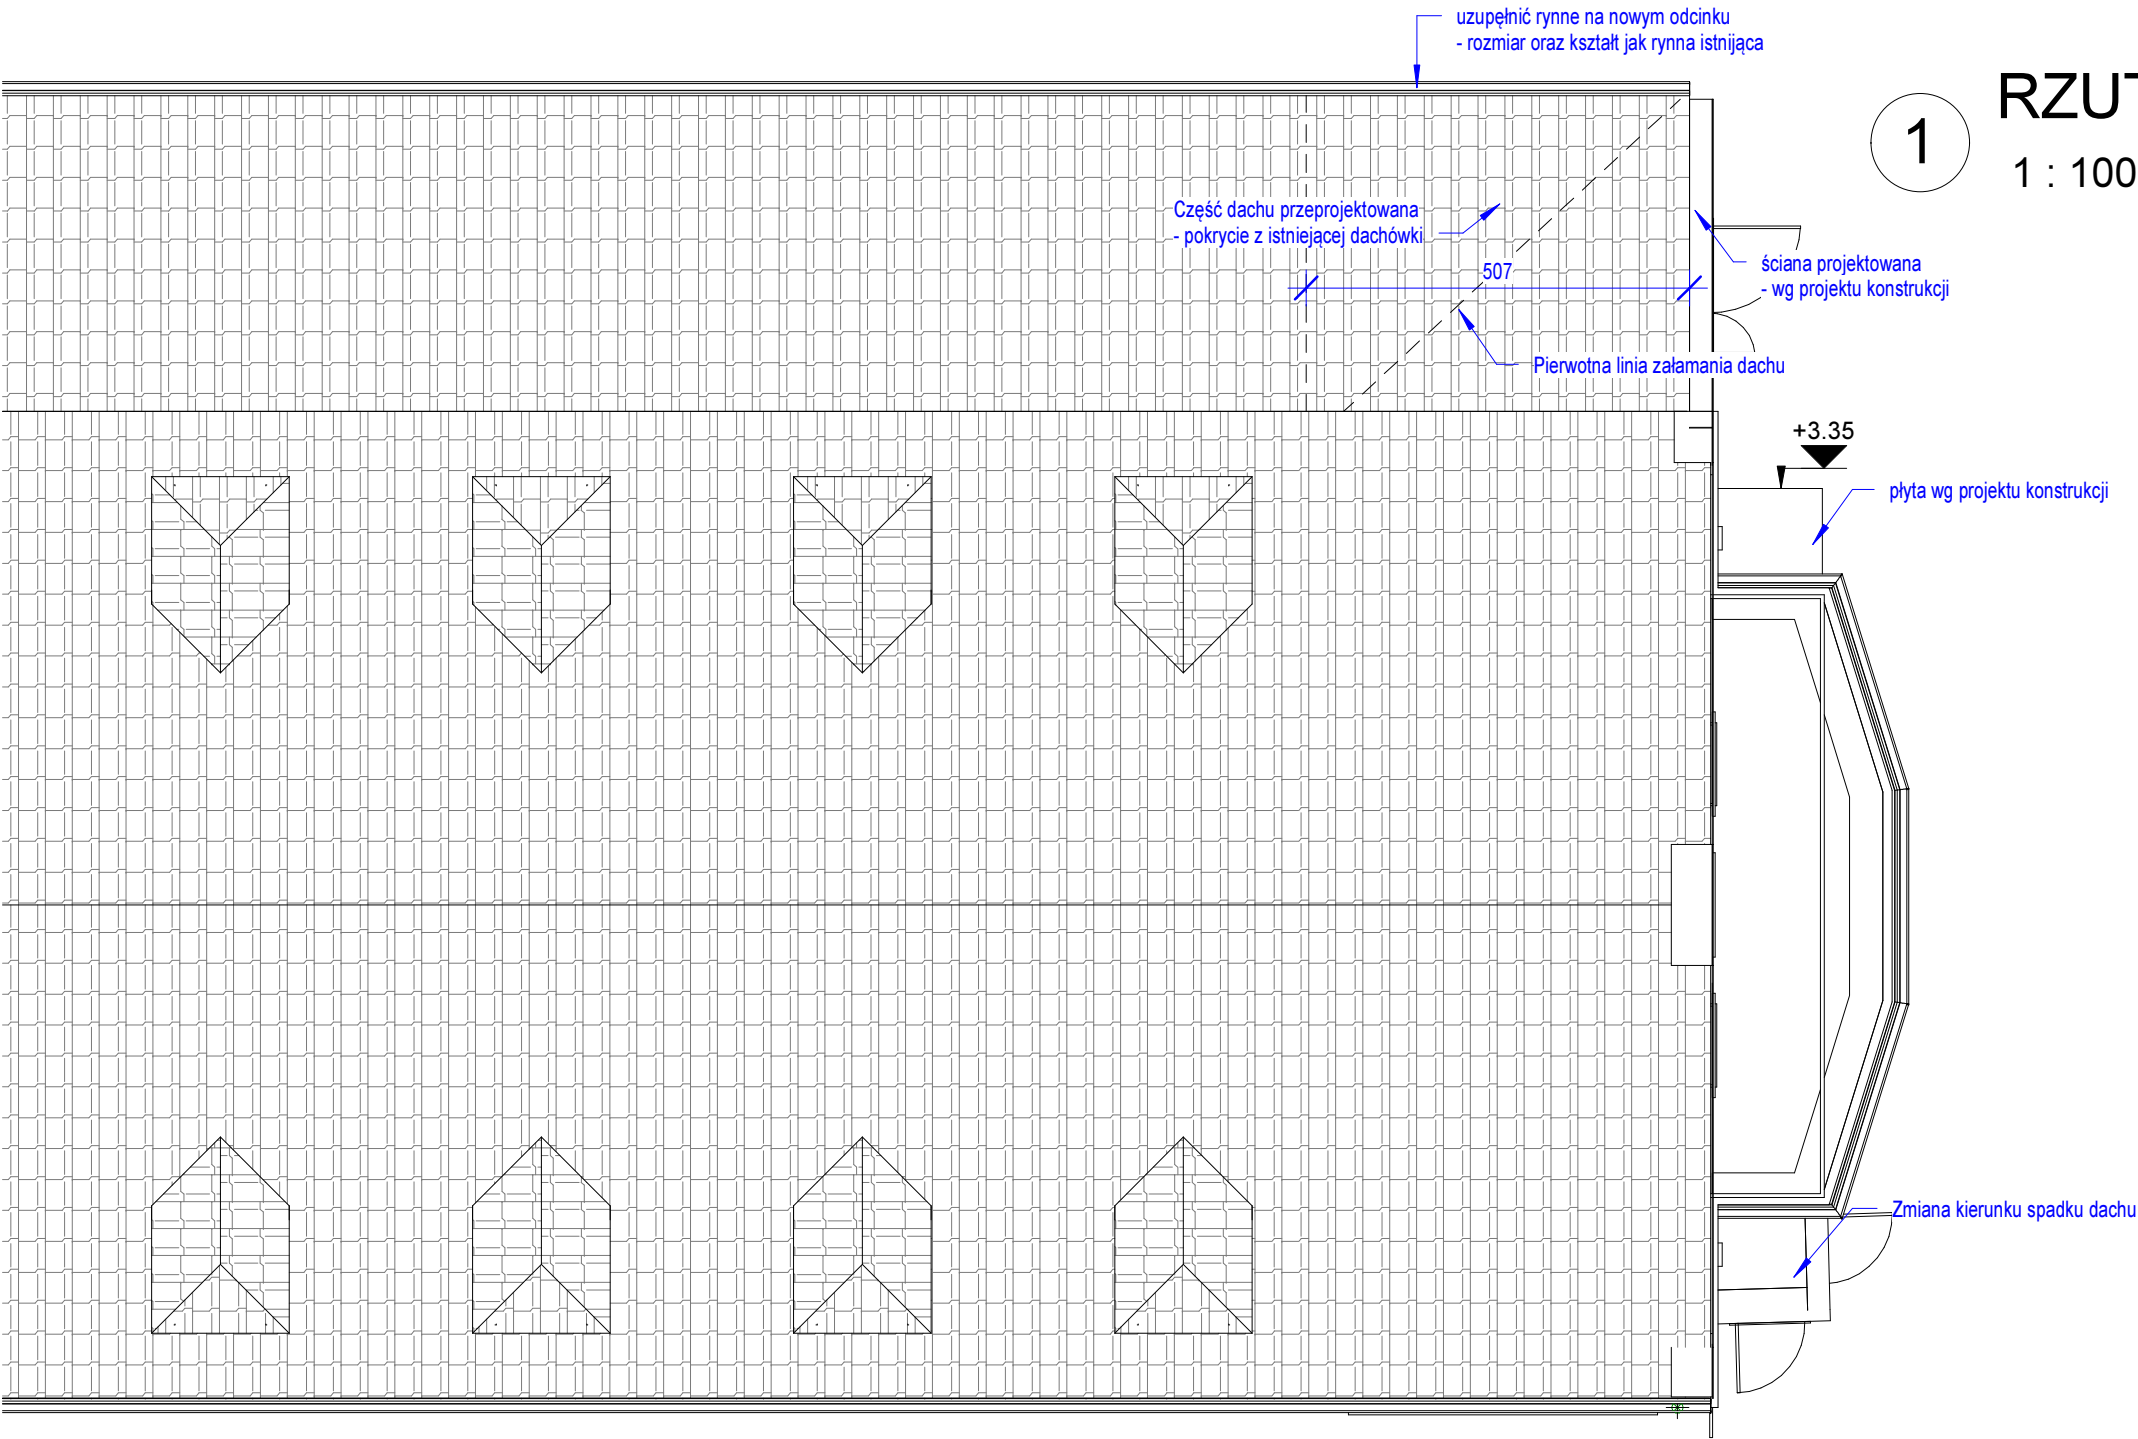 uzupęłnić rynne na nowym odcinku
- rozmiar oraz kształt jak rynna istnijąca
RZUT
1
1 : 100
Część dachu przeprojektowana
- pokrycie z istniejącej dachówki
507
ściana projektowana
- wg projektu konstrukcji
Pierwotna linia załamania dachu
+3.35
płyta wg projektu konstrukcji
Zmiana kierunku spadku dachu